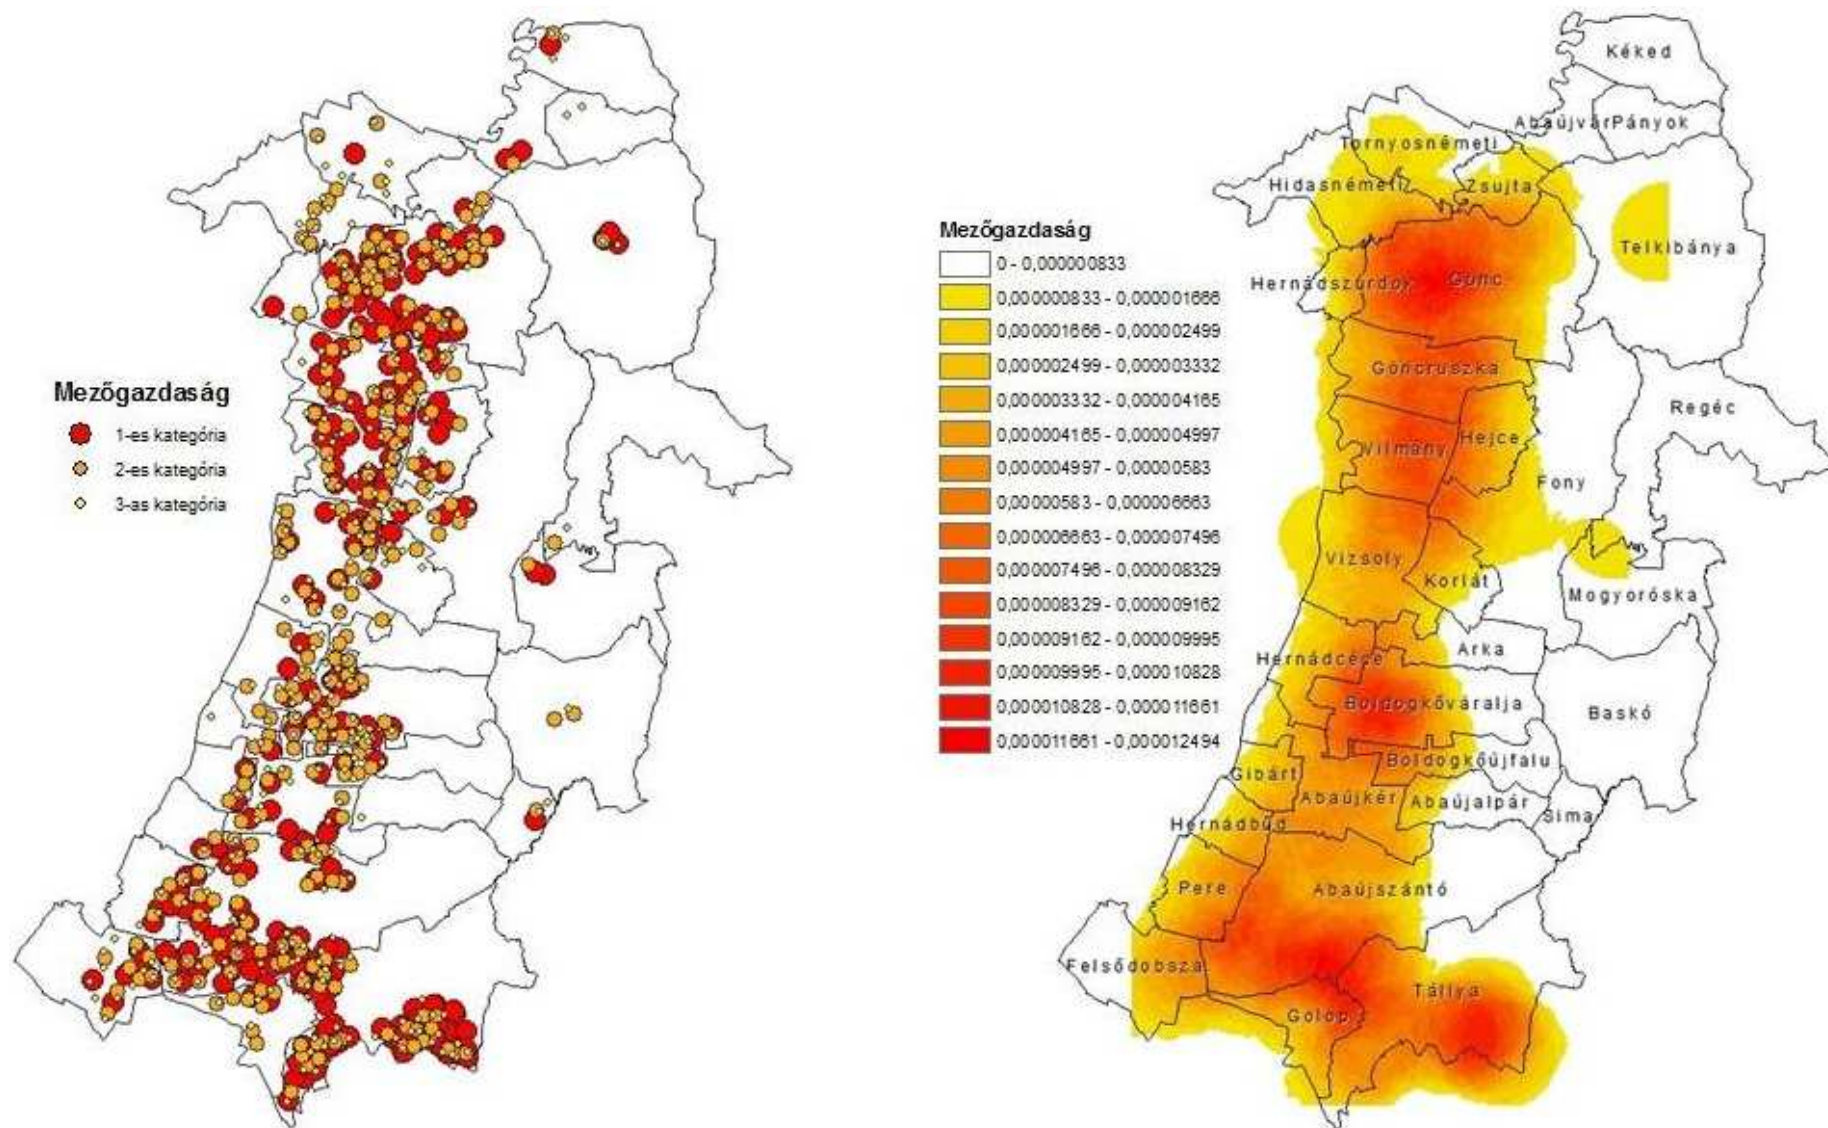 Mezőgazdaság
1-es kategória
2-es kategória
3-as kategória
Mezőgazdaság
0 - 0,000000833
0,000000833 - 0,000001666
0,000001666 - 0,000002499
0,000002499 - 0,000003332
0,000003332 - 0,000004165
0,000004165 - 0,000004997
0,000004997 - 0,00000583
0,00000583 - 0,000006663
0,000006663 - 0,000007496
0,000007496 - 0,000008329
0,000008329 - 0,000009162
0,000009162 - 0,000009995
0,000009995 - 0,000010828
0,000010828 - 0,000011661
0,000011661 - 0,000012494
Kéked
Abaújvár Pányok
Tornyosnémeti
Hidasnémeti
Zsujta
Telkibánya
Hernádszurdok
Gönc
Göncruszka
Regéc
Vilmány
Hejce
Fony
Vizsoly
Korlát
Mogyoróska
Arka
Hernádcéce
Boldogkőváralja
Baskó
Boldogkőújfalu
Gibárt
Abaújkér
Abaújalpár
Sima
Hernádbűd
Pere
Abaújszántó
Felsődobsza
Tállya
Golop